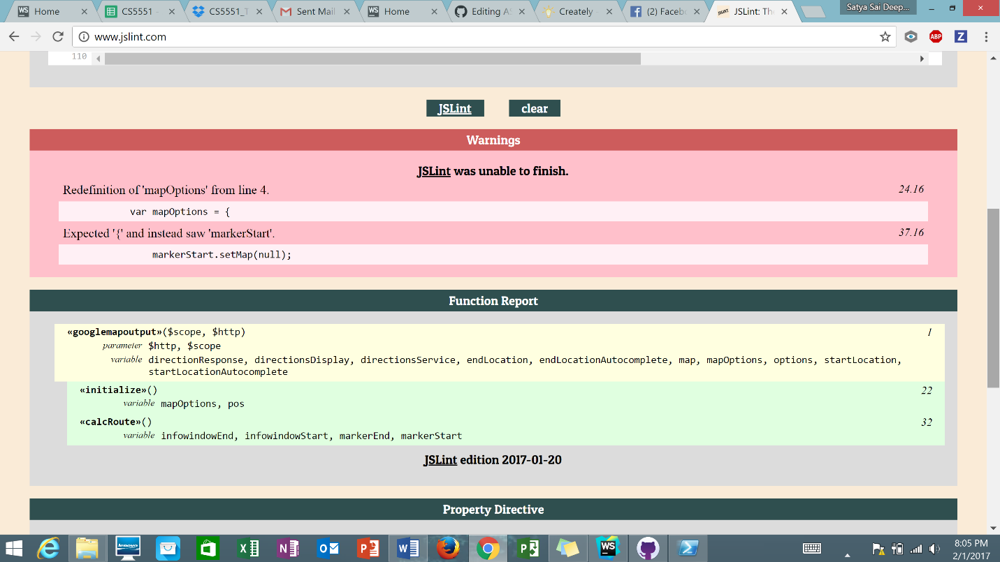 Home
CS5551 -
CS5551_T
Sent Mail
Home
Editing AS
Creately
(2) Facebo
JSLint: The
Satya Sai Deep...
www.jslint.com
ABP
Z
110
JSLint clear
Warnings
JSLint was unable to finish.
Redefinition of 'mapOptions' from line 4. 24.16
var mapOptions = {
Expected '{' and instead saw 'markerStart'. 37.16
markerStart.setMap(null);
Function Report
«googlemapoutput»($scope, $http) 1
parameter $http, $scope
variable directionResponse, directionsDisplay, directionsService, endLocation, endLocationAutocomplete, map, mapOptions, options, startLocation,
startLocationAutocomplete
«initialize»() 22
variable mapOptions, pos
«calcRoute»() 32
variable infowindowEnd, infowindowStart, markerEnd, markerStart
JSLint edition 2017-01-20
Property Directive
lenovo
WS
8:05 PM
2/1/2017